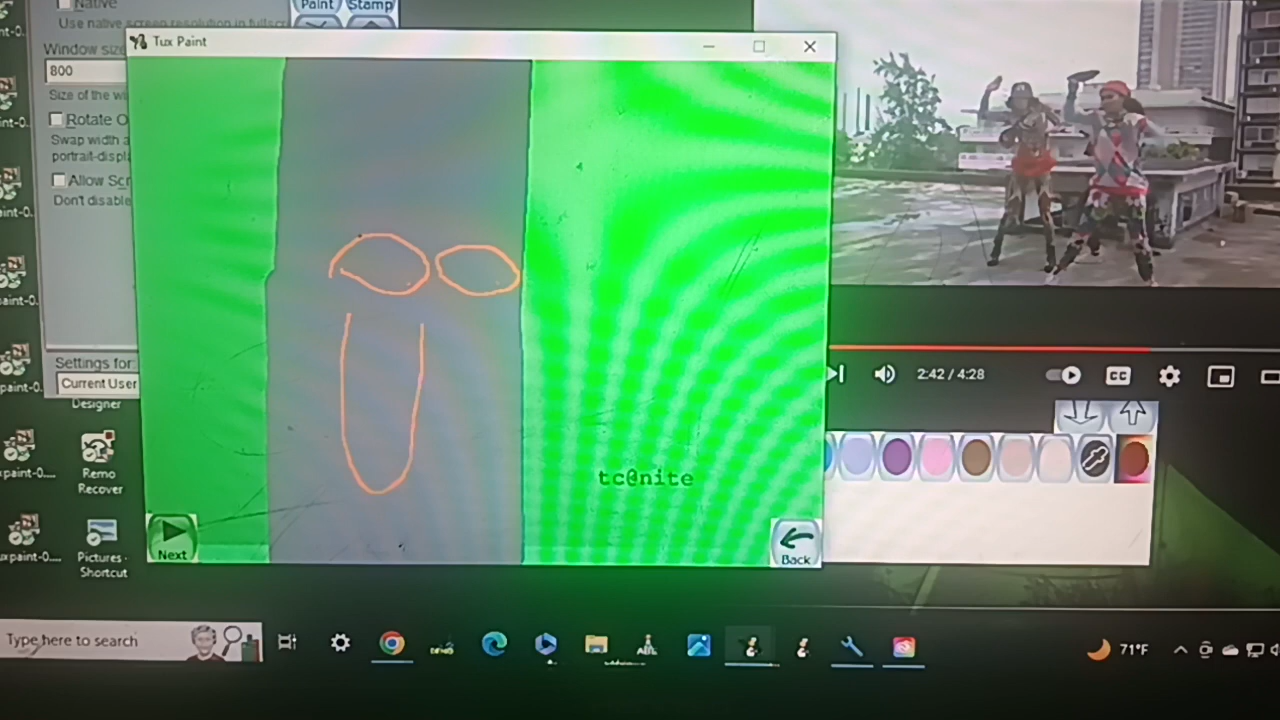 Native
Use native screen resolution in fullscr
Window size
800
Size of the wi
Rotate O
Swap width a
portrait-displ
Allow Scr
Don't disable
Settings for:
Current User
Paint Stamp
Tux Paint
tc@nite
Next
Back
2:42 / 4:28
CC
Designer
Remo
Recover
Pictures -
Shortcut
Type here to search
71°F